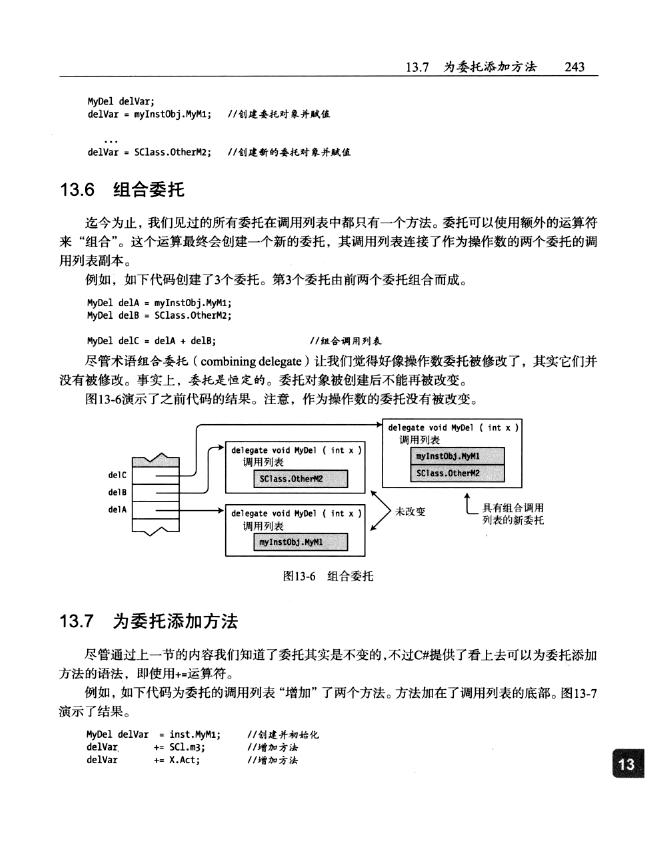 13.7 为委托添加方法 243
MyDel delVar;
delVar = myInstObj.MyM1; //创建委托对象并赋值
...
delVar = SClass.OtherM2; //创建新的委托对象并赋值
13.6 组合委托
迄今为止，我们见过的所有委托在调用列表中都只有一个方法。委托可以使用额外的运算符
来“组合”。这个运算最终会创建一个新的委托，其调用列表连接了作为操作数的两个委托的调
用列表副本。
例如，如下代码创建了3个委托。第3个委托由前两个委托组合而成。
MyDel delA = myInstObj.MyM1;
MyDel delB = SClass.OtherM2;
MyDel delC = delA + delB; //组合调用列表
尽管术语组合委托（combining delegate）让我们觉得好像操作数委托被修改了，其实它们并
没有被修改。事实上，委托是恒定的。委托对象被创建后不能再被改变。
图13-6演示了之前代码的结果。注意，作为操作数的委托没有被改变。
delegate void MyDel ( int x )
调用列表
myInstObj.MyM1
SClass.OtherM2
delegate void MyDel ( int x )
调用列表
SClass.OtherM2
delC
delB
delA
delegate void MyDel ( int x )
调用列表
myInstObj.MyM1
未改变
具有组合调用
列表的新委托
图13-6 组合委托
13.7 为委托添加方法
尽管通过上一节的内容我们知道了委托其实是不变的，不过C#提供了看上去可以为委托添加
方法的语法，即使用+=运算符。
例如，如下代码为委托的调用列表“增加”了两个方法。方法加在了调用列表的底部。图13-7
演示了结果。
MyDel delVar = inst.MyM1; //创建并初始化
delVar += SCl.m3; //增加方法
delVar += X.Act; //增加方法
13